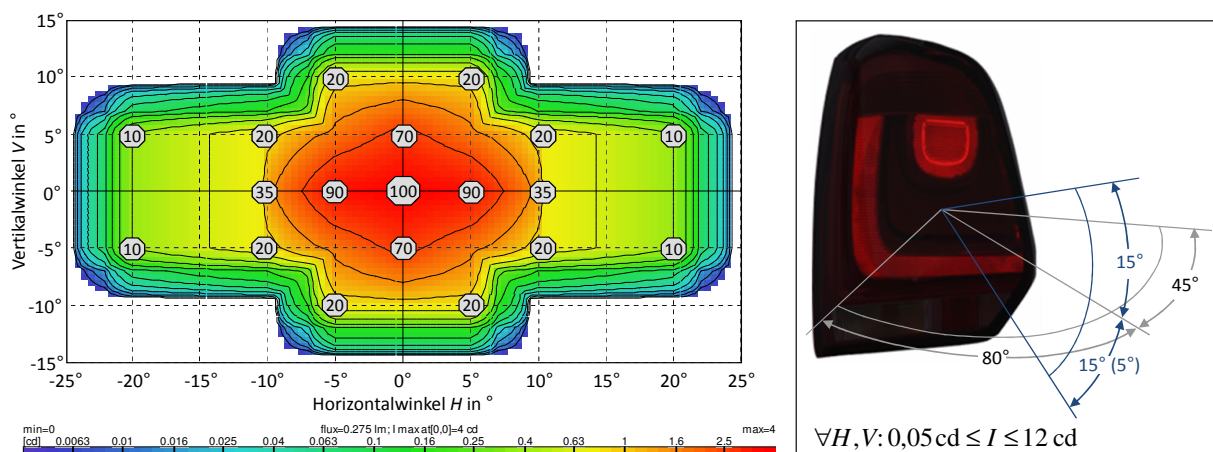 15°
20 20
10°
10 20 70 20 10
5°
35 90 100 90 35
0°
10 20 70 20 10
-5°
20 20
-10°
-15°
-25° -20° -15° -10° -5° 0° 5° 10° 15° 20° 25°
Vertikalwinkel V in °
Horizontalwinkel H in °
min=0 flux=0.275 lm; I max at[0,0]=4 cd max=4
[cd] 0.0063 0.01 0.016 0.025 0.04 0.063 0.1 0.16 0.25 0.4 0.63 1 1.6 2.5
15°
45°
80°
15° (5°)
∀H,V: 0,05 cd ≤ I ≤ 12 cd